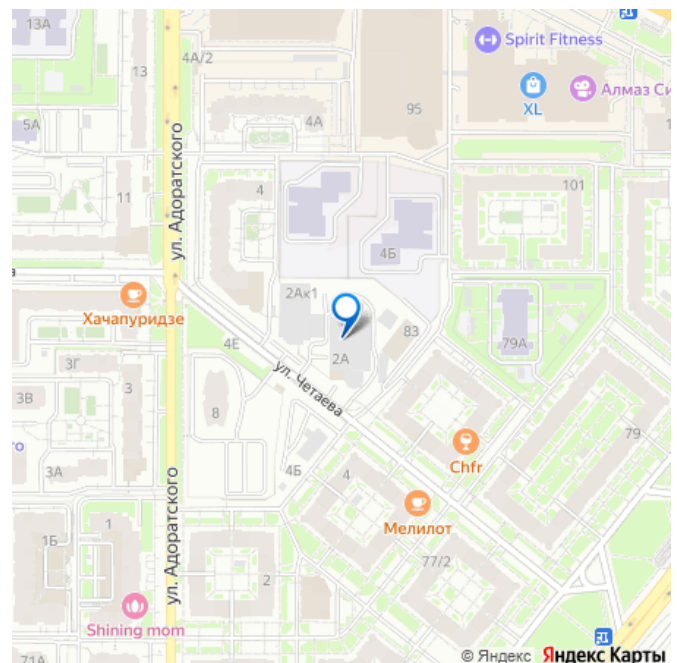 13А
4А/2
Spirit Fitness
13
XL
Алмаз Си
95
4А
5А
ул. Адоратского
101
11
4
4Б
а
2Ак1
Хачапуридзе
83
4Е
79А
2А
ул. Четаева
3Г
3
3В
8
Chfr
79
го
3А
4Б
4
Мелилот
ул. Адоратского
1
1Б
77/2
2
Shining mom
71А
© Яндекс Яндекс Карты